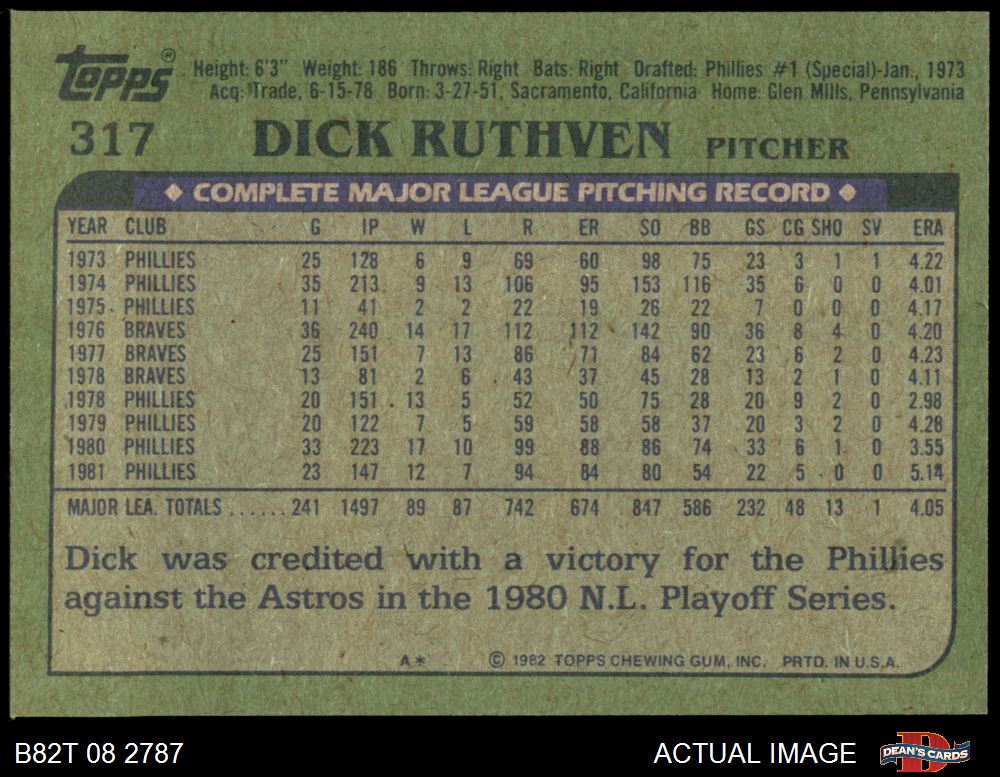 Topps® Height: 6'3" Weight: 186 Throws: Right Bats: Right Drafted: Phillies #1 (Special)-Jan., 1973
Acq: Trade, 6-15-78 Born: 3-27-51, Sacramento, California Home: Glen Mills, Pennsylvania
317 DICK RUTHVEN PITCHER
◆ COMPLETE MAJOR LEAGUE PITCHING RECORD ◆
YEAR CLUB G IP W L R ER SO BB GS CG SHO SV ERA
1973 PHILLIES 25 128 6 9 69 60 98 75 23 3 1 1 4.22
1974 PHILLIES 35 213 9 13 106 95 153 116 35 6 0 0 4.01
1975 PHILLIES 11 41 2 2 22 19 26 22 7 0 0 0 4.17
1976 BRAVES 36 240 14 17 112 112 142 90 36 8 4 0 4.20
1977 BRAVES 25 151 7 13 86 71 84 62 23 6 2 0 4.23
1978 BRAVES 13 81 2 6 43 37 45 28 13 2 1 0 4.11
1978 PHILLIES 20 151 13 5 52 50 75 28 20 9 2 0 2.98
1979 PHILLIES 20 122 7 5 59 58 58 37 20 3 2 0 4.28
1980 PHILLIES 33 223 17 10 99 88 86 74 33 6 1 0 3.55
1981 PHILLIES 23 147 12 7 94 84 80 54 22 5 0 0 5.14
MAJOR LEA. TOTALS ...... 241 1497 89 87 742 674 847 586 232 48 13 1 4.05
Dick was credited with a victory for the Phillies
against the Astros in the 1980 N.L. Playoff Series.
A* © 1982 TOPPS CHEWING GUM, INC. PRTD. IN U.S.A.
B82T 08 2787 ACTUAL IMAGE DEAN'S CARDS